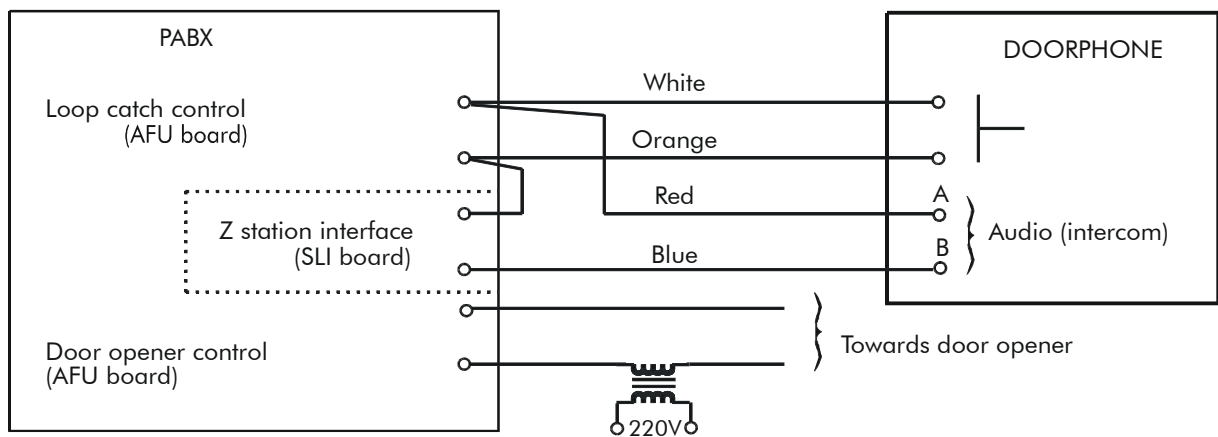 PABX
DOORPHONE
White
Loop catch control
(AFU board)
Orange
Red
A
Z station interface
(SLI board)
Audio (intercom)
B
Blue
Door opener control
(AFU board)
Towards door opener
220V